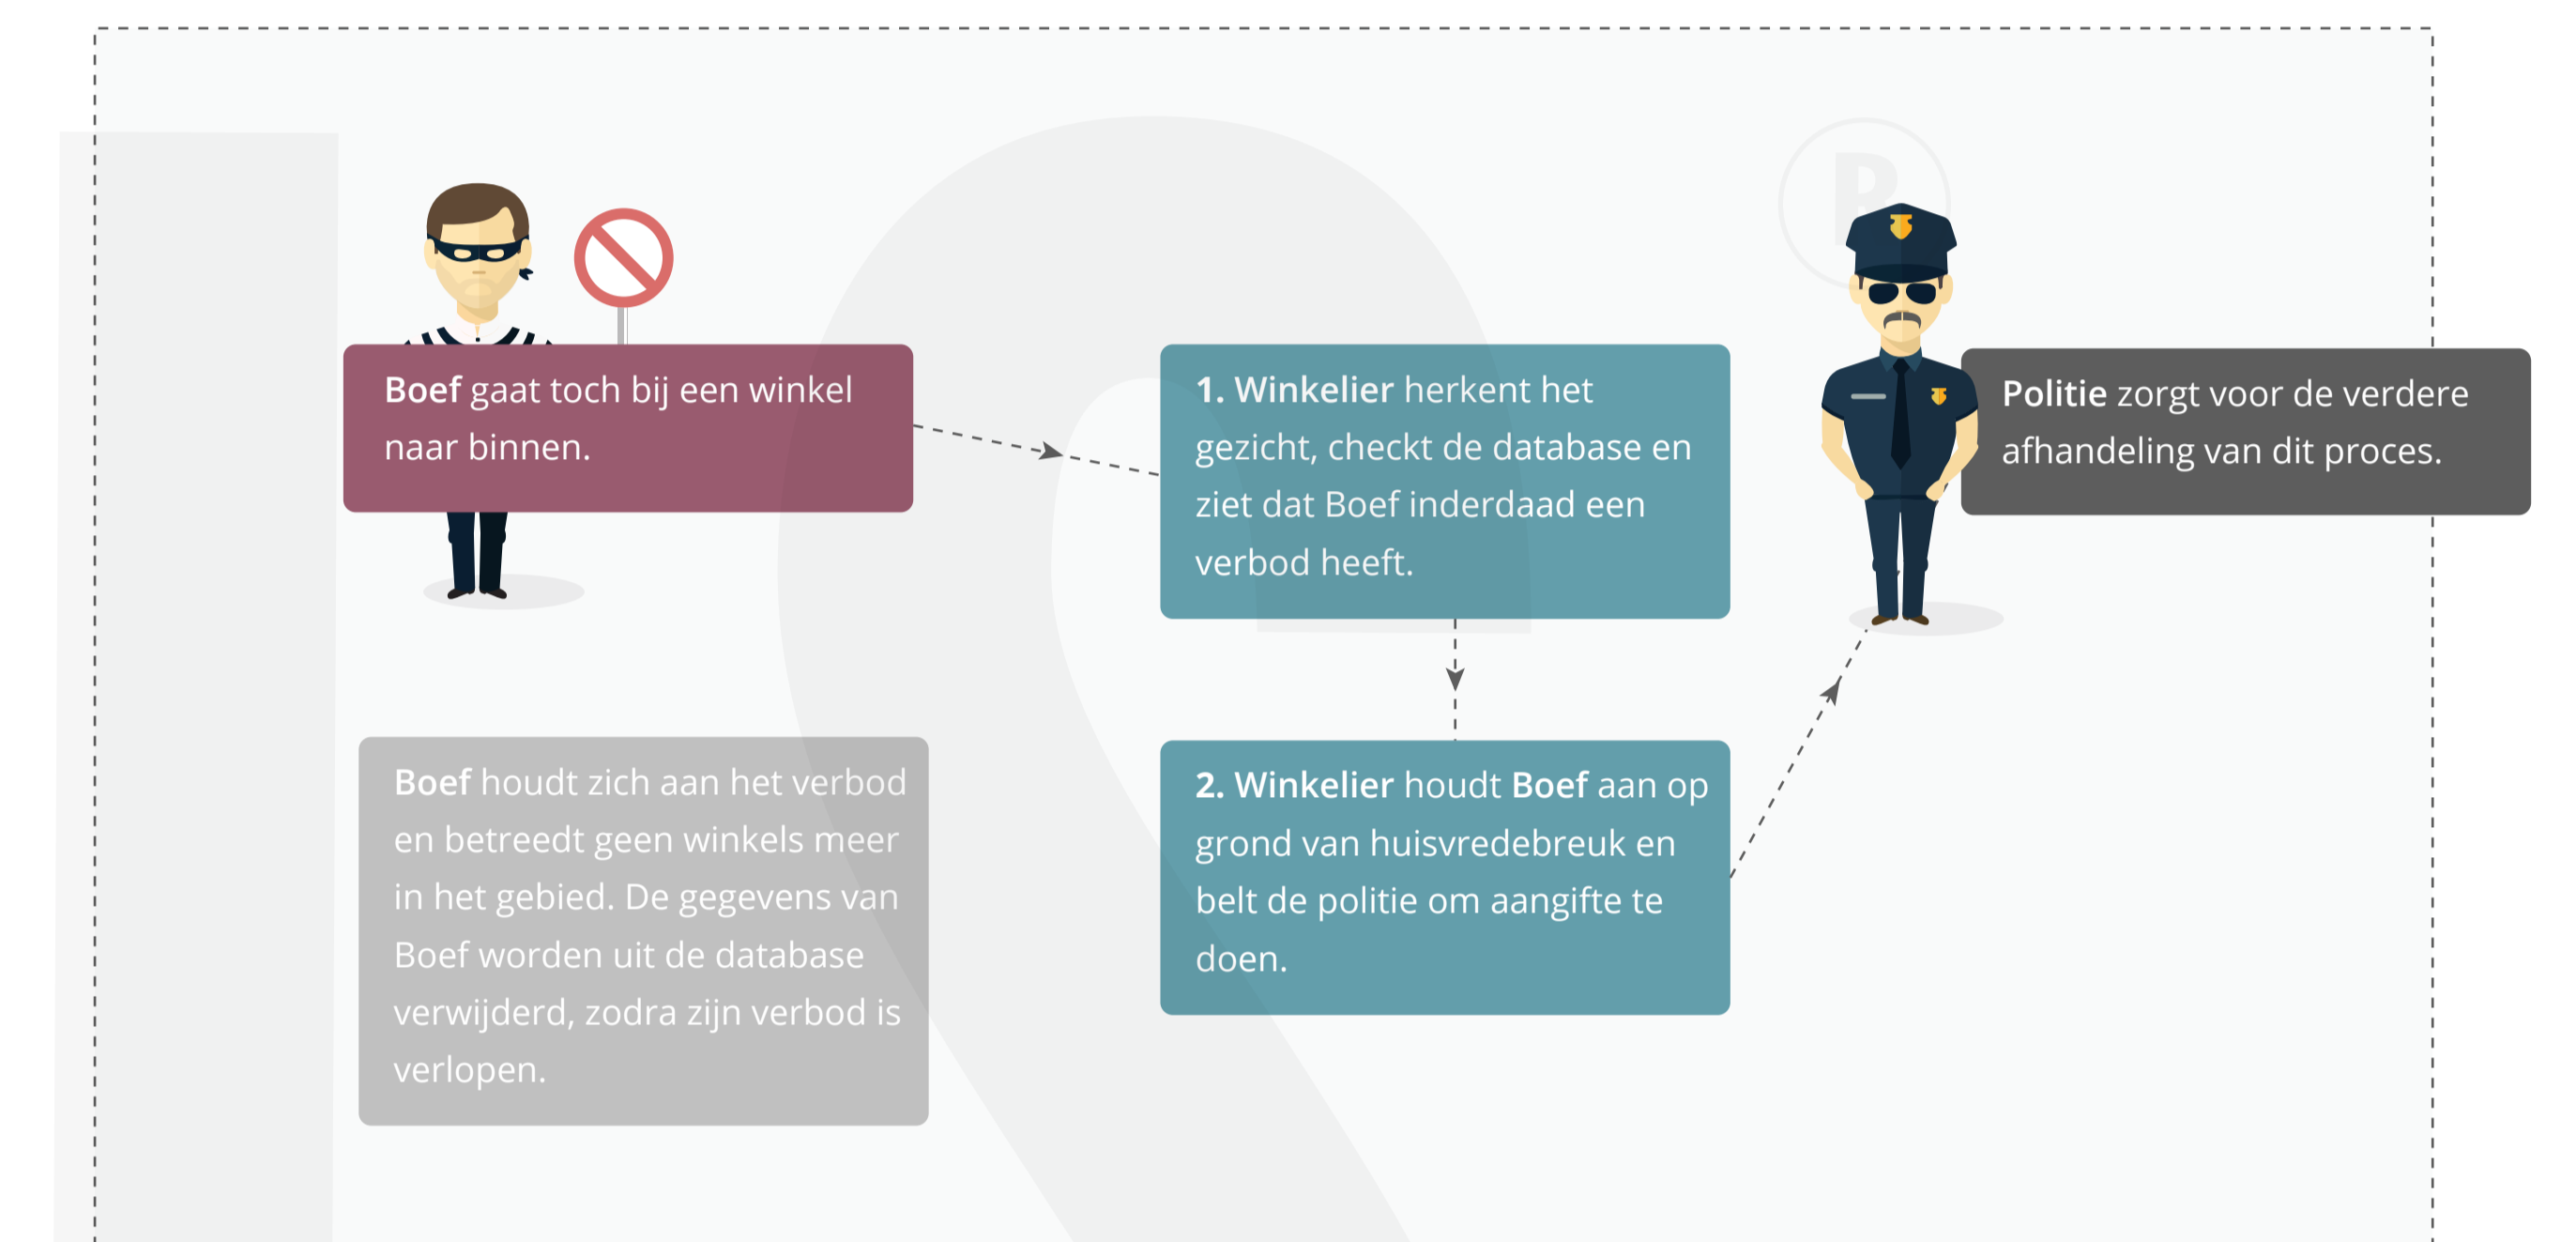 Boef gaat toch bij een winkel
naar binnen.
1. Winkelier herkent het
gezicht, checkt de database en
ziet dat Boef inderdaad een
verbod heeft.
R
Politie zorgt voor de verdere
afhandeling van dit proces.
Boef houdt zich aan het verbod
en betreedt geen winkels meer
in het gebied. De gegevens van
Boef worden uit de database
verwijderd, zodra zijn verbod is
verlopen.
2. Winkelier houdt Boef aan op
grond van huisvredebreuk en
belt de politie om aangifte te
doen.